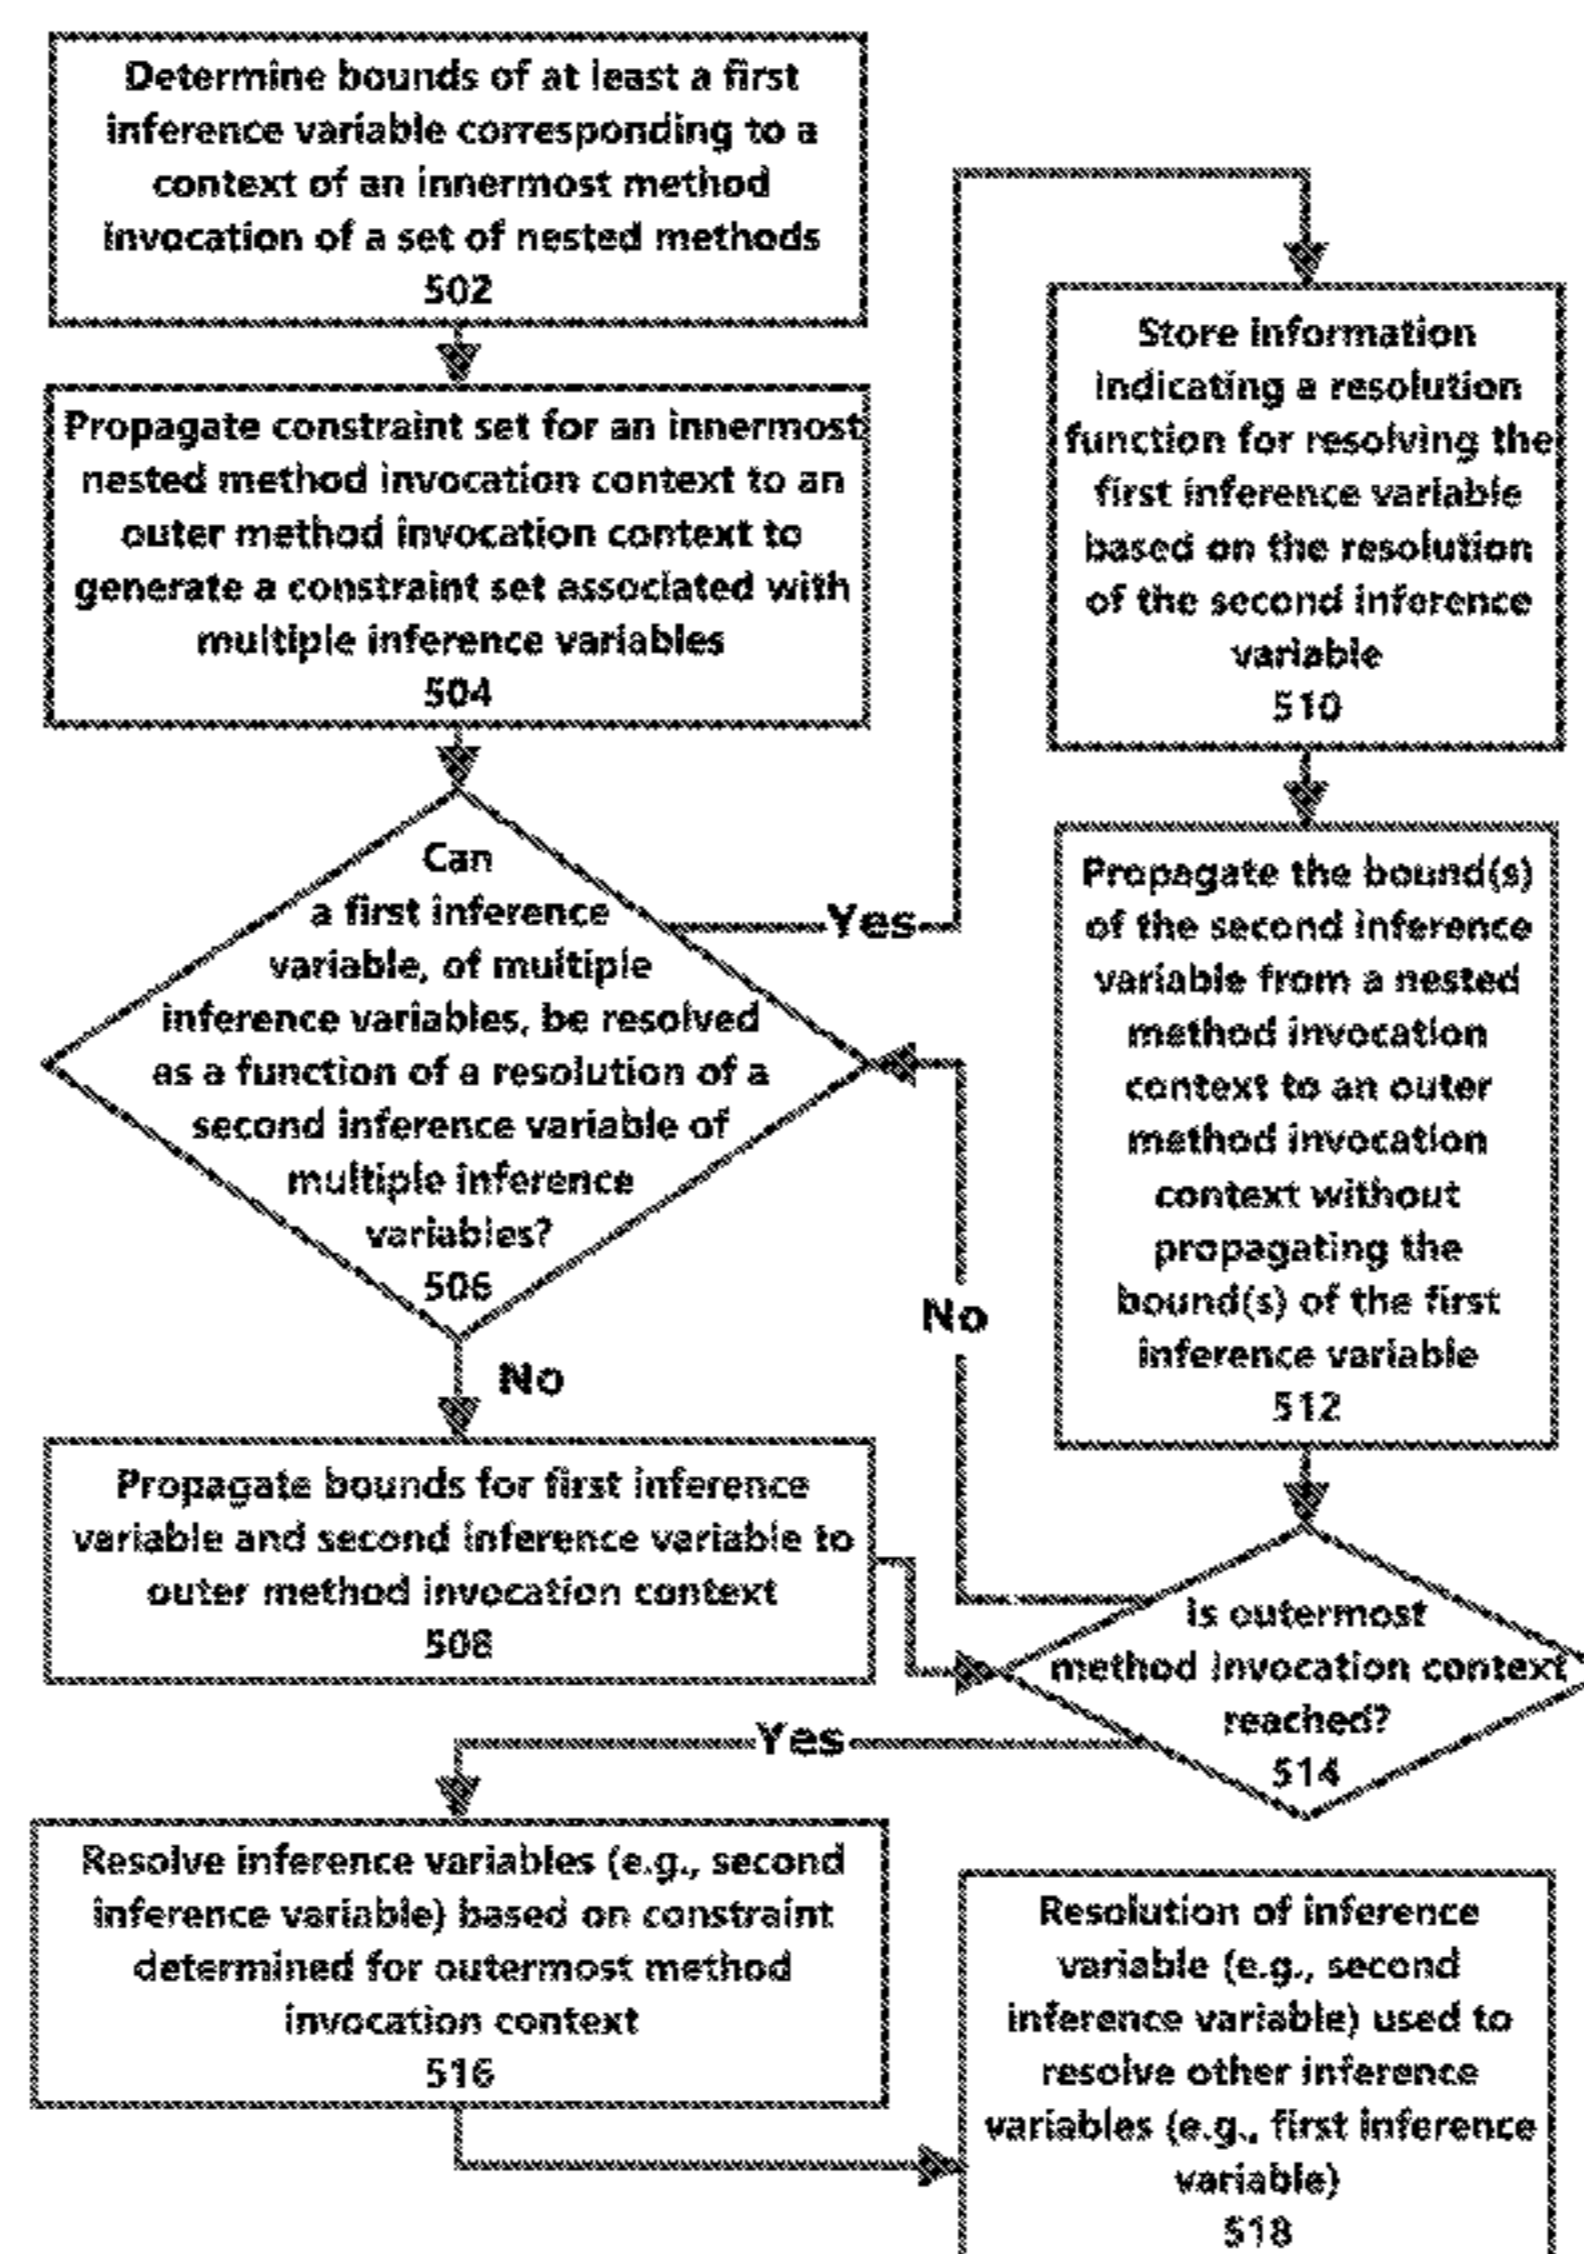 Determine bounds of at least a first
inference variable corresponding to a
context of an innermost method
invocation of a set of nested methods
502
Propagate constraint set for an innermost
nested method invocation context to an
outer method invocation context to
generate a constraint set associated with
multiple inference variables
504
Can
a first inference
variable, of multiple
inference variables, be resolved
as a function of a resolution of a
second inference variable of
multiple inference
variables?
506
Yes
No
Propagate bounds for first inference
variable and second inference variable to
outer method invocation context
508
Store information
indicating a resolution
function for resolving the
first inference variable
based on the resolution
of the second inference
variable
510
Propagate the bound(s)
of the second inference
variable from a nested
method invocation
context to an outer
method invocation
context without
propagating the
bound(s) of the first
inference variable
512
No
Is outermost
method invocation context
reached?
514
Yes
Resolve inference variables (e.g., second
inference variable) based on constraint
determined for outermost method
invocation context
516
Resolution of inference
variable (e.g., second
inference variable) used to
resolve other inference
variables (e.g., first inference
variable)
518